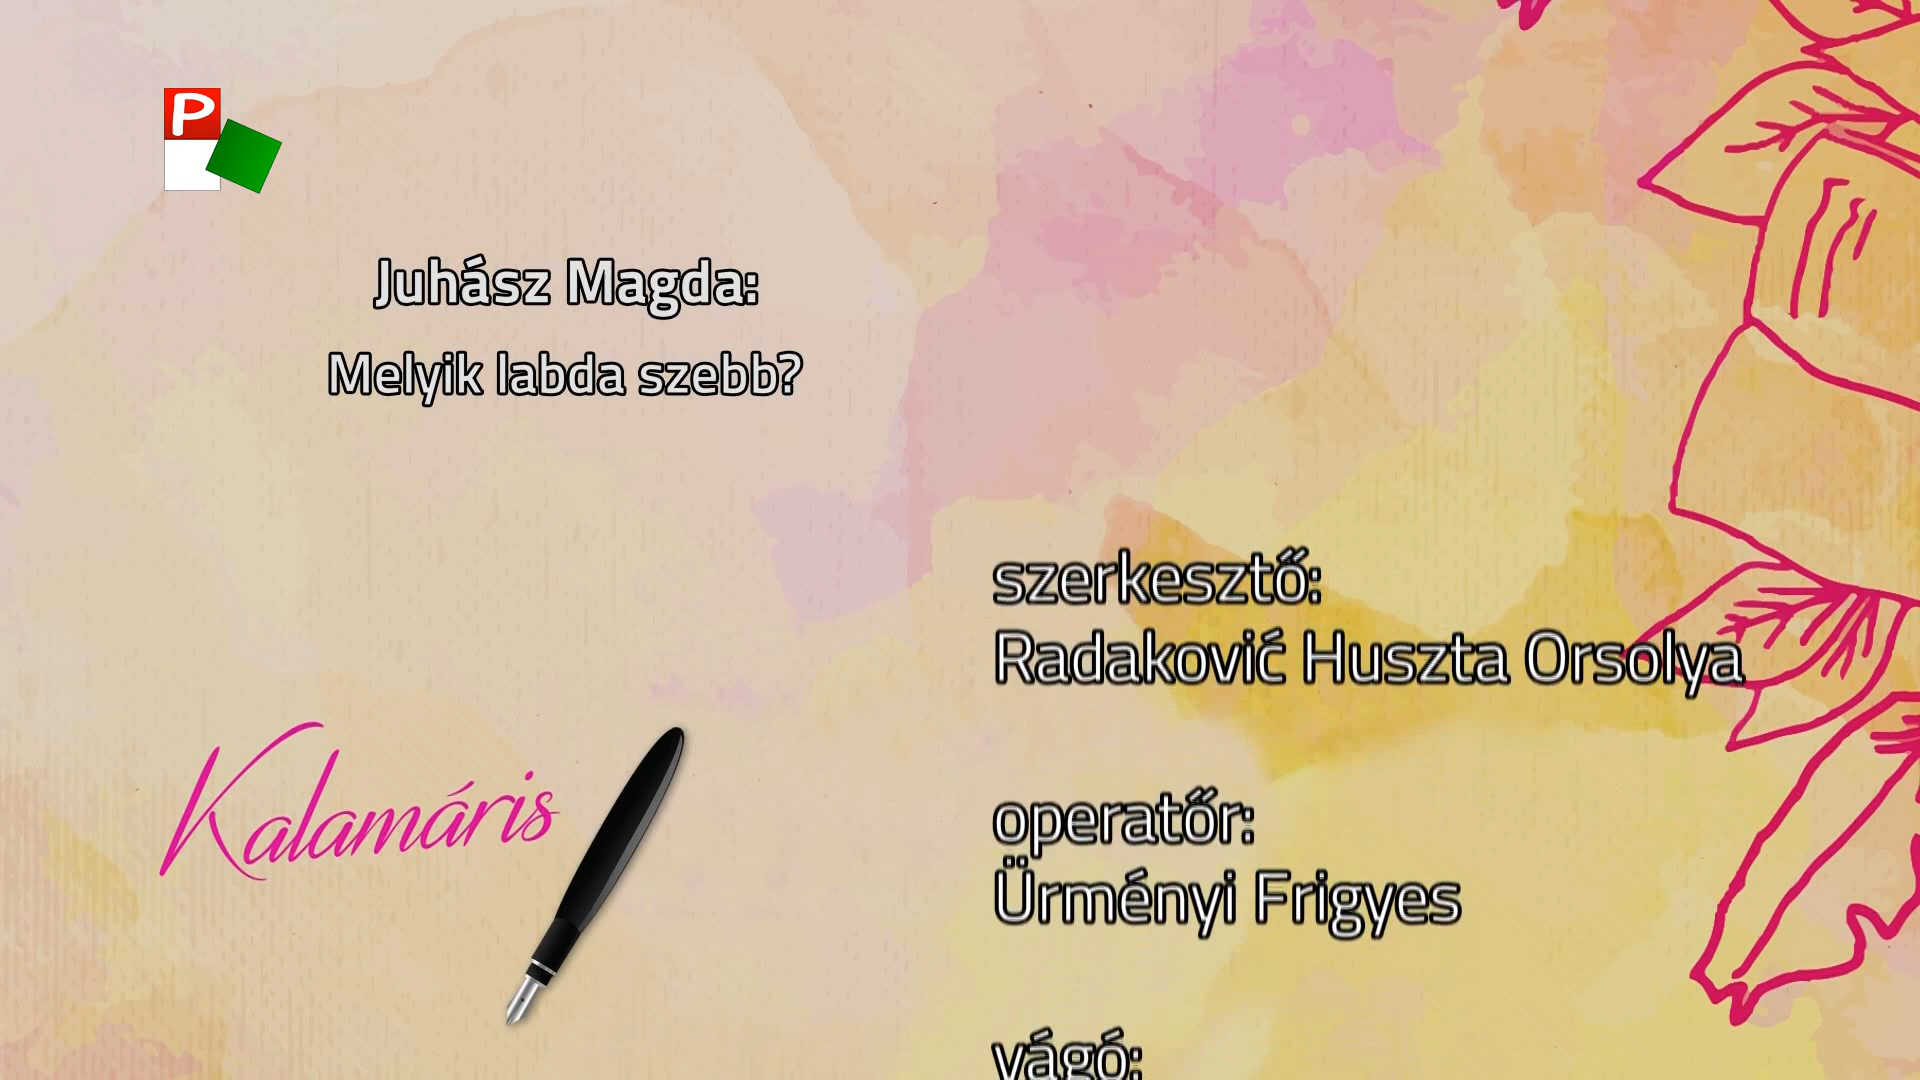 P
Juhász Magda:
Melyik labda szebb?
szerkesztő:
Radaković Huszta Orsolya
Kalamáris
operatőr:
Ürményi Frigyes
vágó: